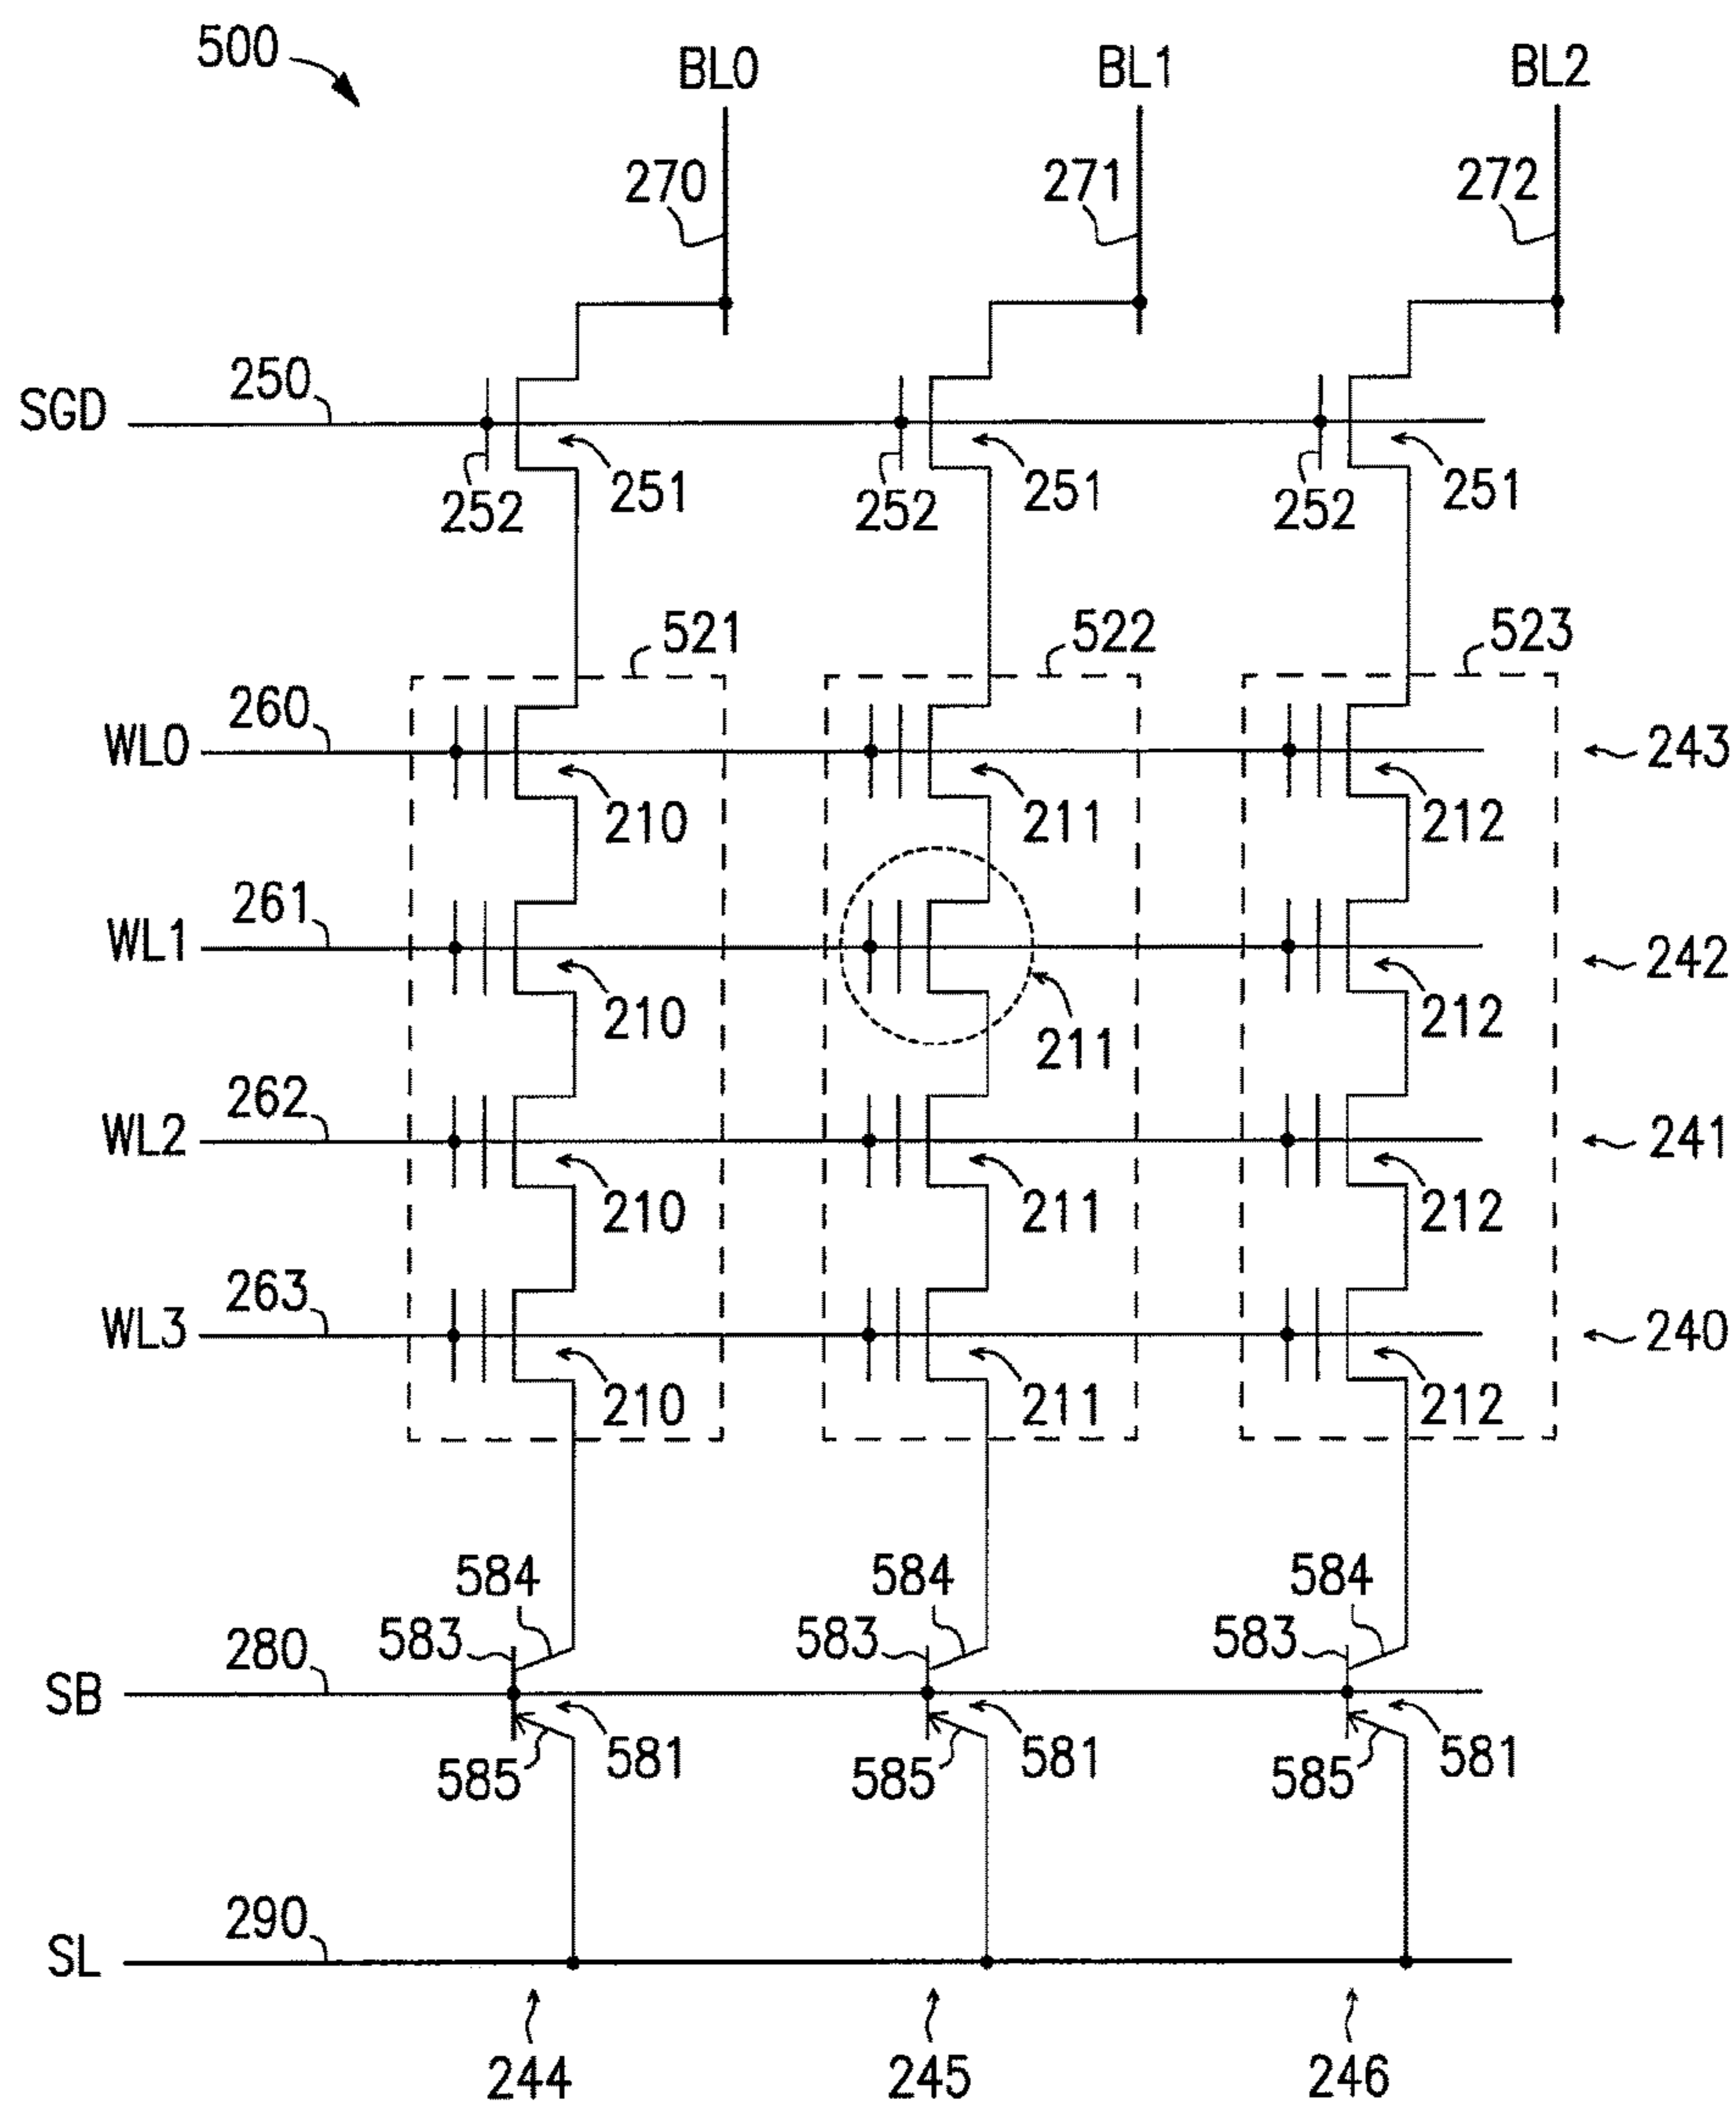 500
BL0 BL1 BL2
270 271 272
SGD 250
252 251 252 251 252 251
521 522 523
WL0 260 243
210 211 212
WL1 261 242
210 211 212
WL2 262 241
210 211 212
WL3 263 240
210 211 212
584 584 584
583 583 583
SB 280
585 581 585 581 585 581
SL 290
244 245 246